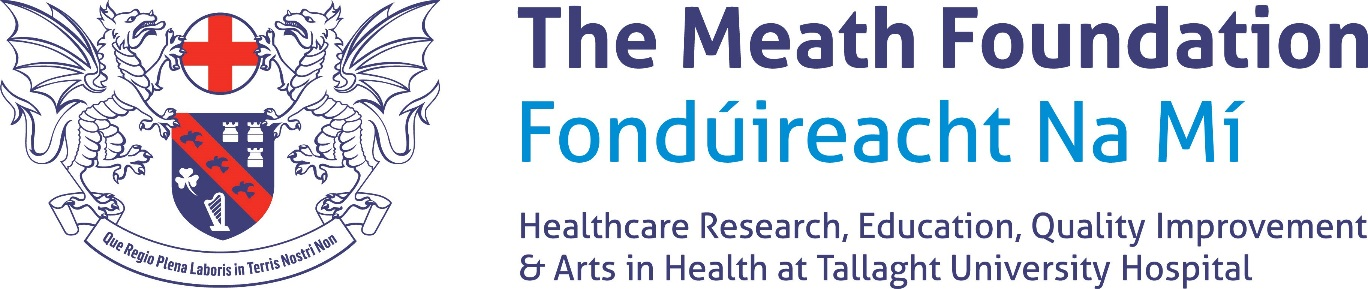 The Meath Foundation
Fondúireacht Na Mí
Healthcare Research, Education, Quality Improvement
& Arts in Health at Tallaght University Hospital
Que Regio Plena Laboris in Terris Nostri Non